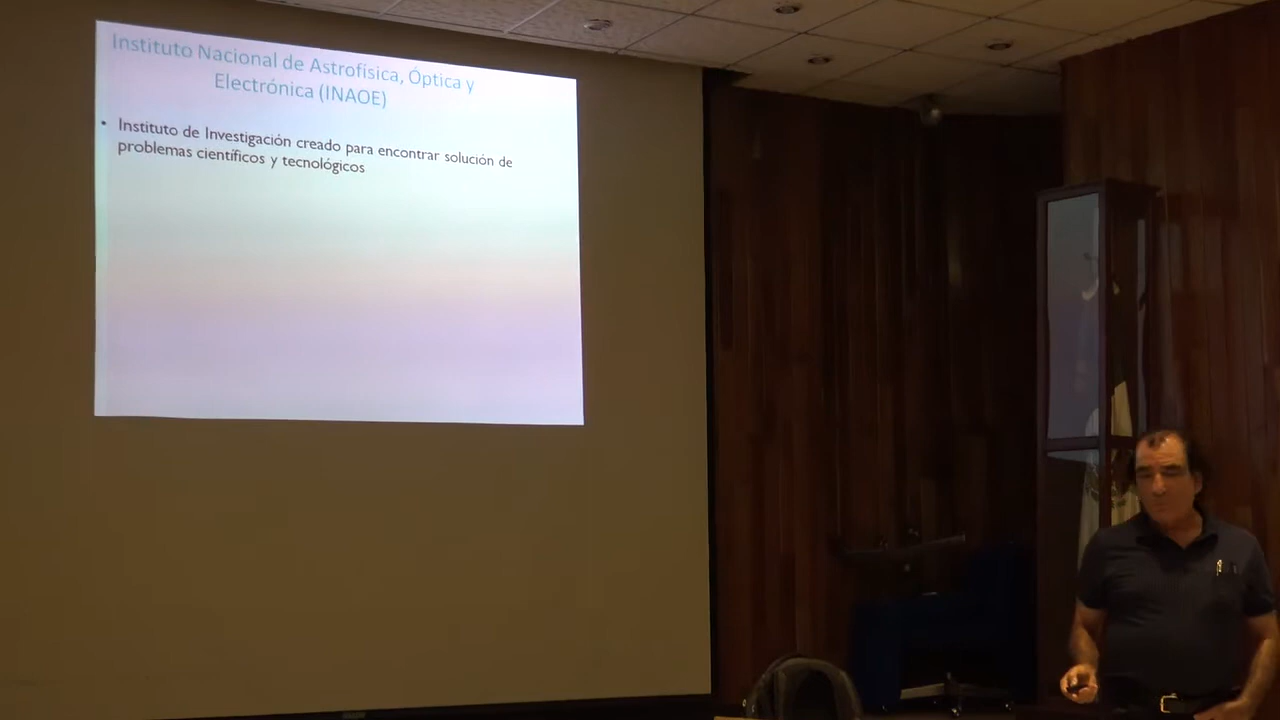 Instituto Nacional de Astrofísica, Óptica y
Electrónica (INAOE)
• Instituto de Investigación creado para encontrar solución de
problemas científicos y tecnológicos